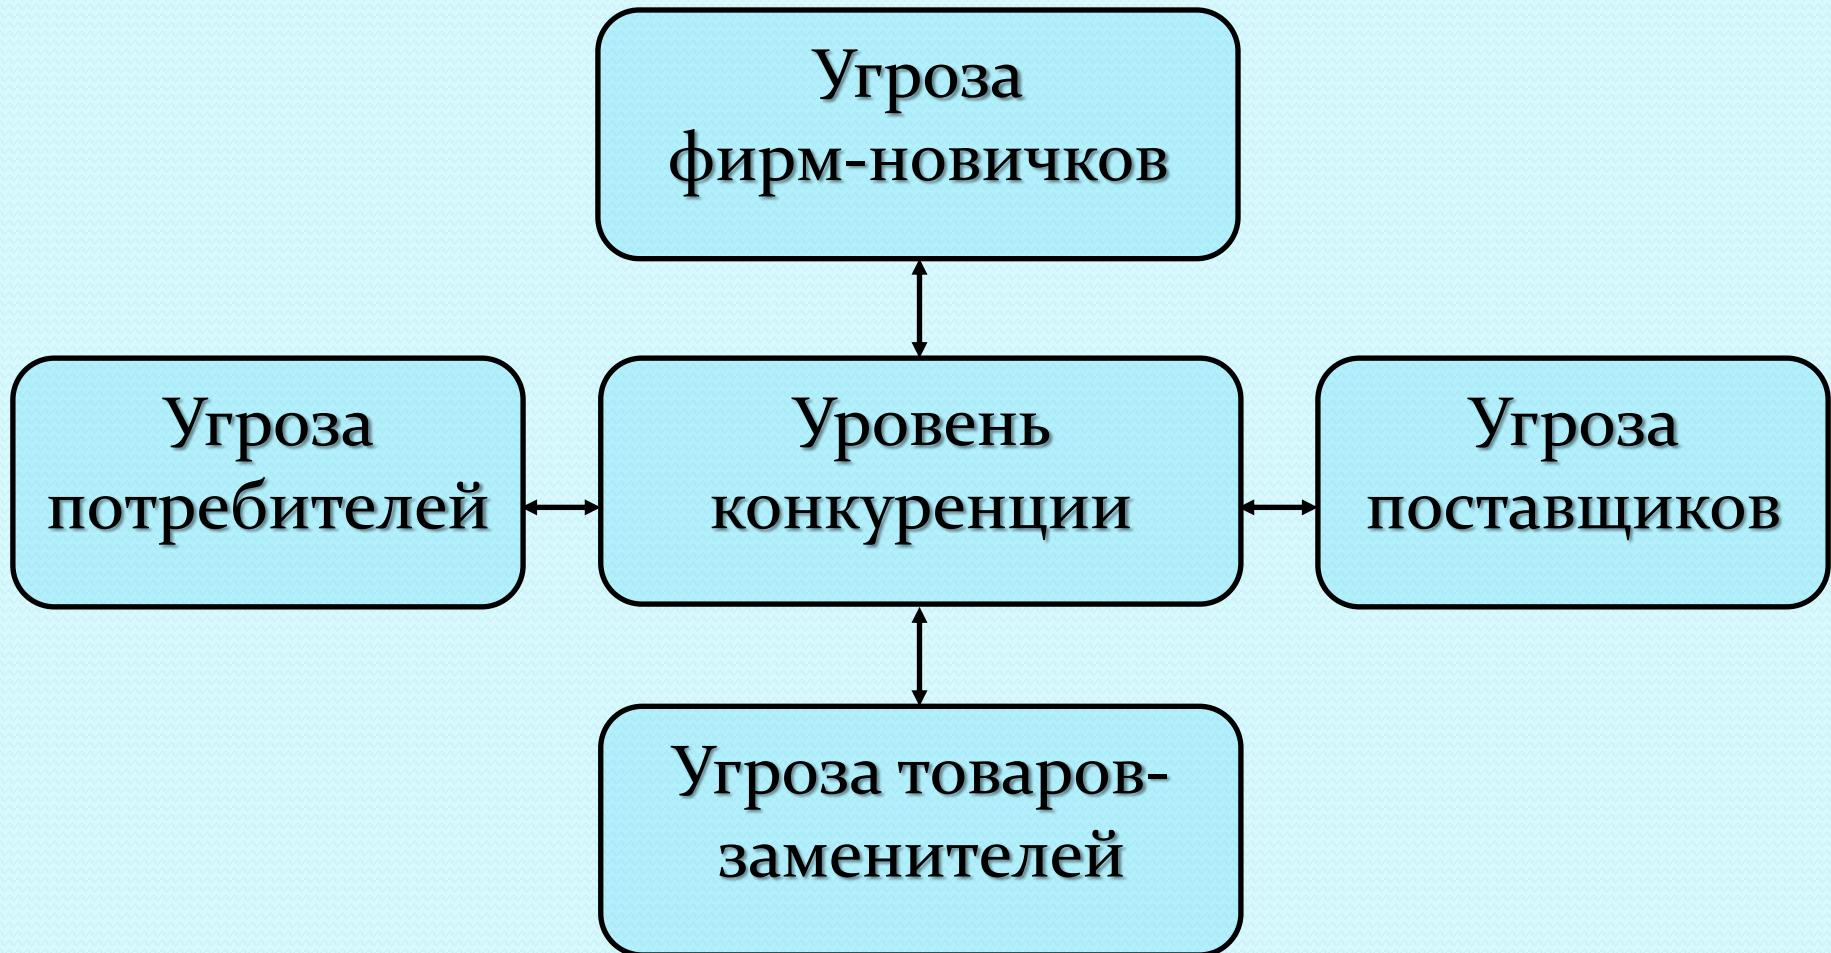 Угроза
фирм-новичков
Угроза
потребителей
Уровень
конкуренции
Угроза
поставщиков
Угроза товаров-
заменителей